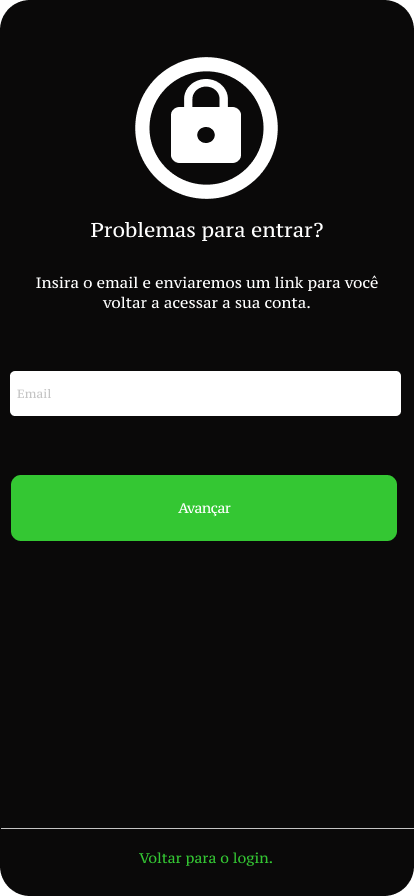 Problemas para entrar?
Insira o email e enviaremos um link para você
voltar a acessar a sua conta.
Email
Avançar
Voltar para o login.